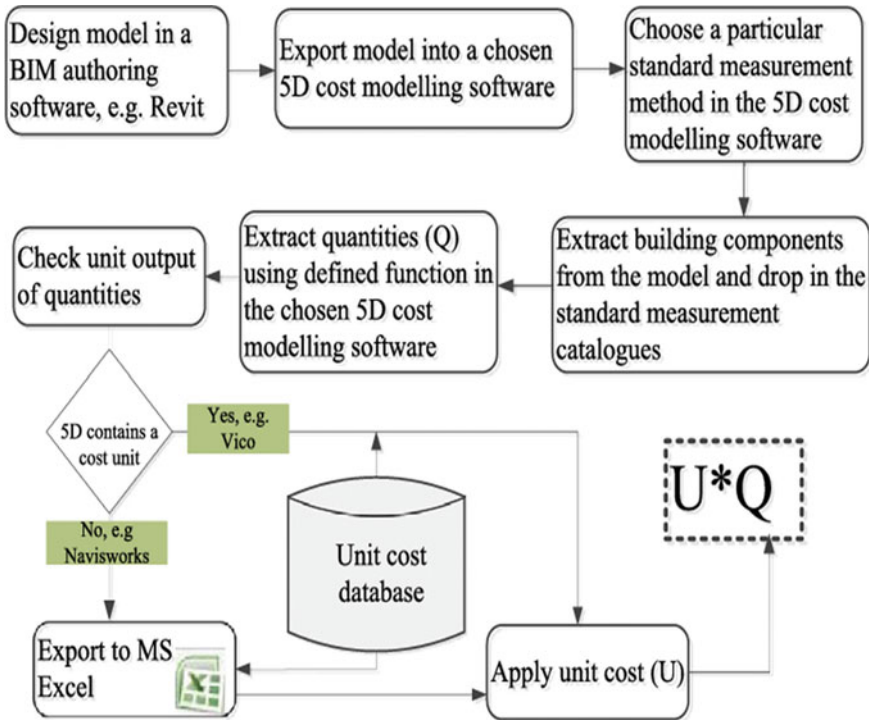 Design model in a
BIM authoring
software, e.g. Revit
Export model into a chosen
5D cost modelling software
Choose a particular
standard measurement
method in the 5D cost
modelling software
Extract building components
from the model and drop in the
standard measurement
catalogues
Extract quantities (Q)
using defined function in
the chosen 5D cost
modelling software
Check unit output
of quantities
5D contains a
cost unit
Yes, e.g.
Vico
No, e.g
Navisworks
Unit cost
database
U*Q
Export to MS
Excel
X
Apply unit cost (U)